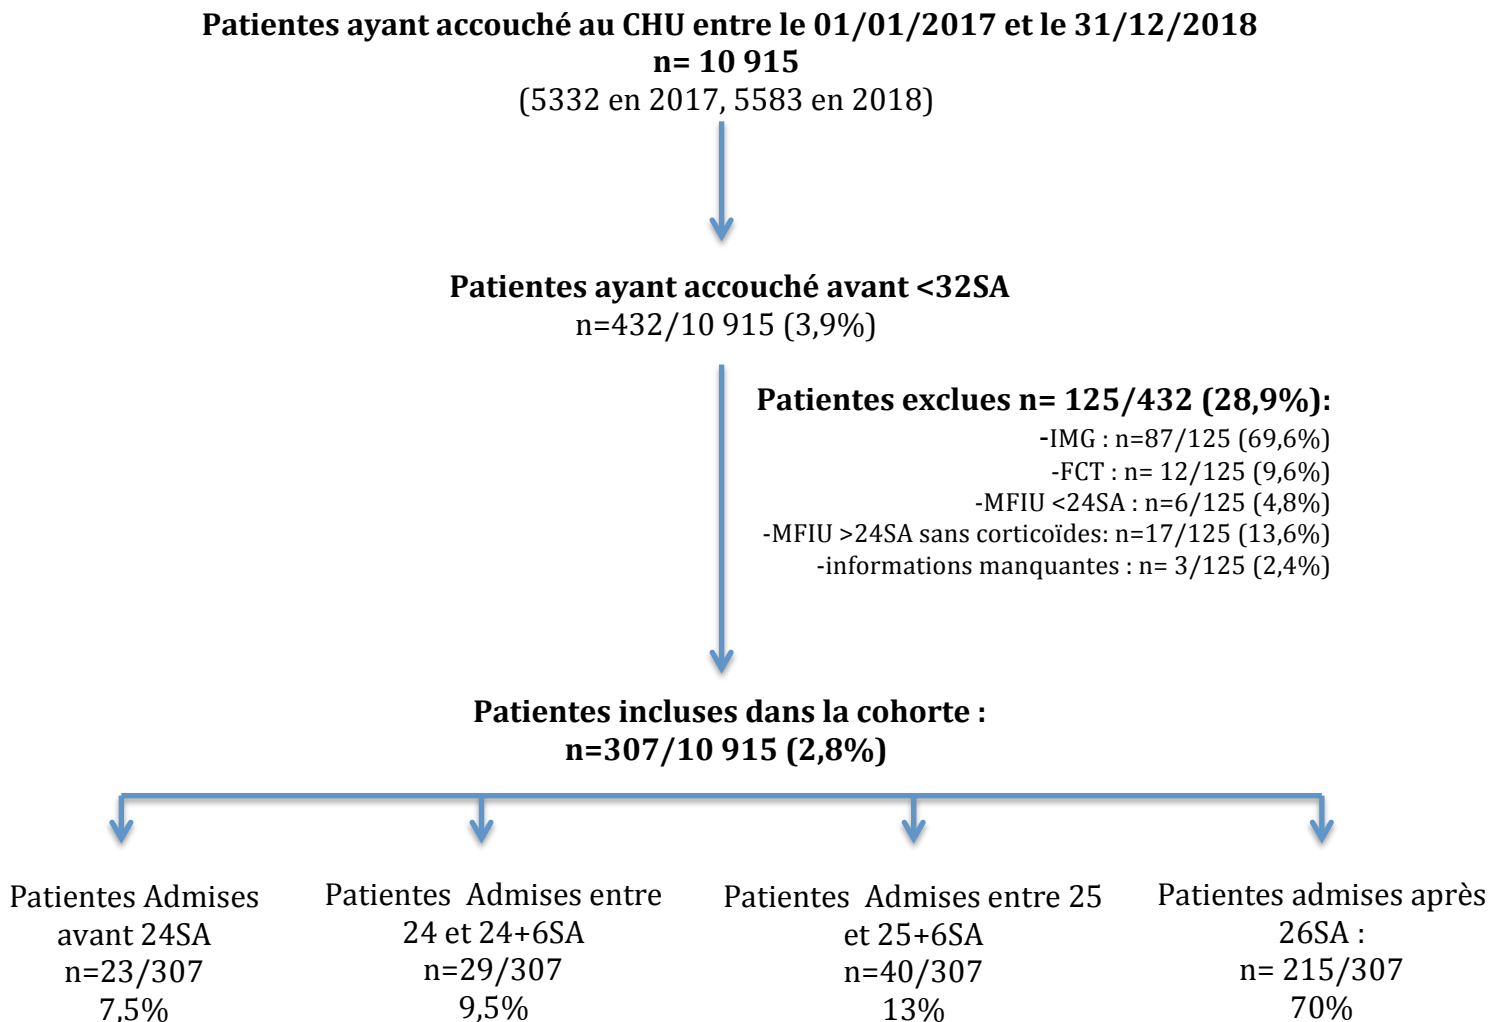 Patientes ayant accouché au CHU entre le 01/01/2017 et le 31/12/2018
n= 10 915
(5332 en 2017, 5583 en 2018)
Patientes ayant accouché avant <32SA
n=432/10 915 (3,9%)
Patientes exclues n= 125/432 (28,9%):
-IMG : n=87/125 (69,6%)
-FCT : n= 12/125 (9,6%)
-MFIU <24SA : n=6/125 (4,8%)
-MFIU >24SA sans corticoïdes: n=17/125 (13,6%)
-informations manquantes : n= 3/125 (2,4%)
Patientes incluses dans la cohorte :
n=307/10 915 (2,8%)
Patientes Admises
avant 24SA
n=23/307
7,5%
Patientes  Admises entre
24 et 24+6SA
n=29/307
9,5%
Patientes  Admises entre 25
et 25+6SA
n=40/307
13%
Patientes admises après
26SA :
n= 215/307
70%